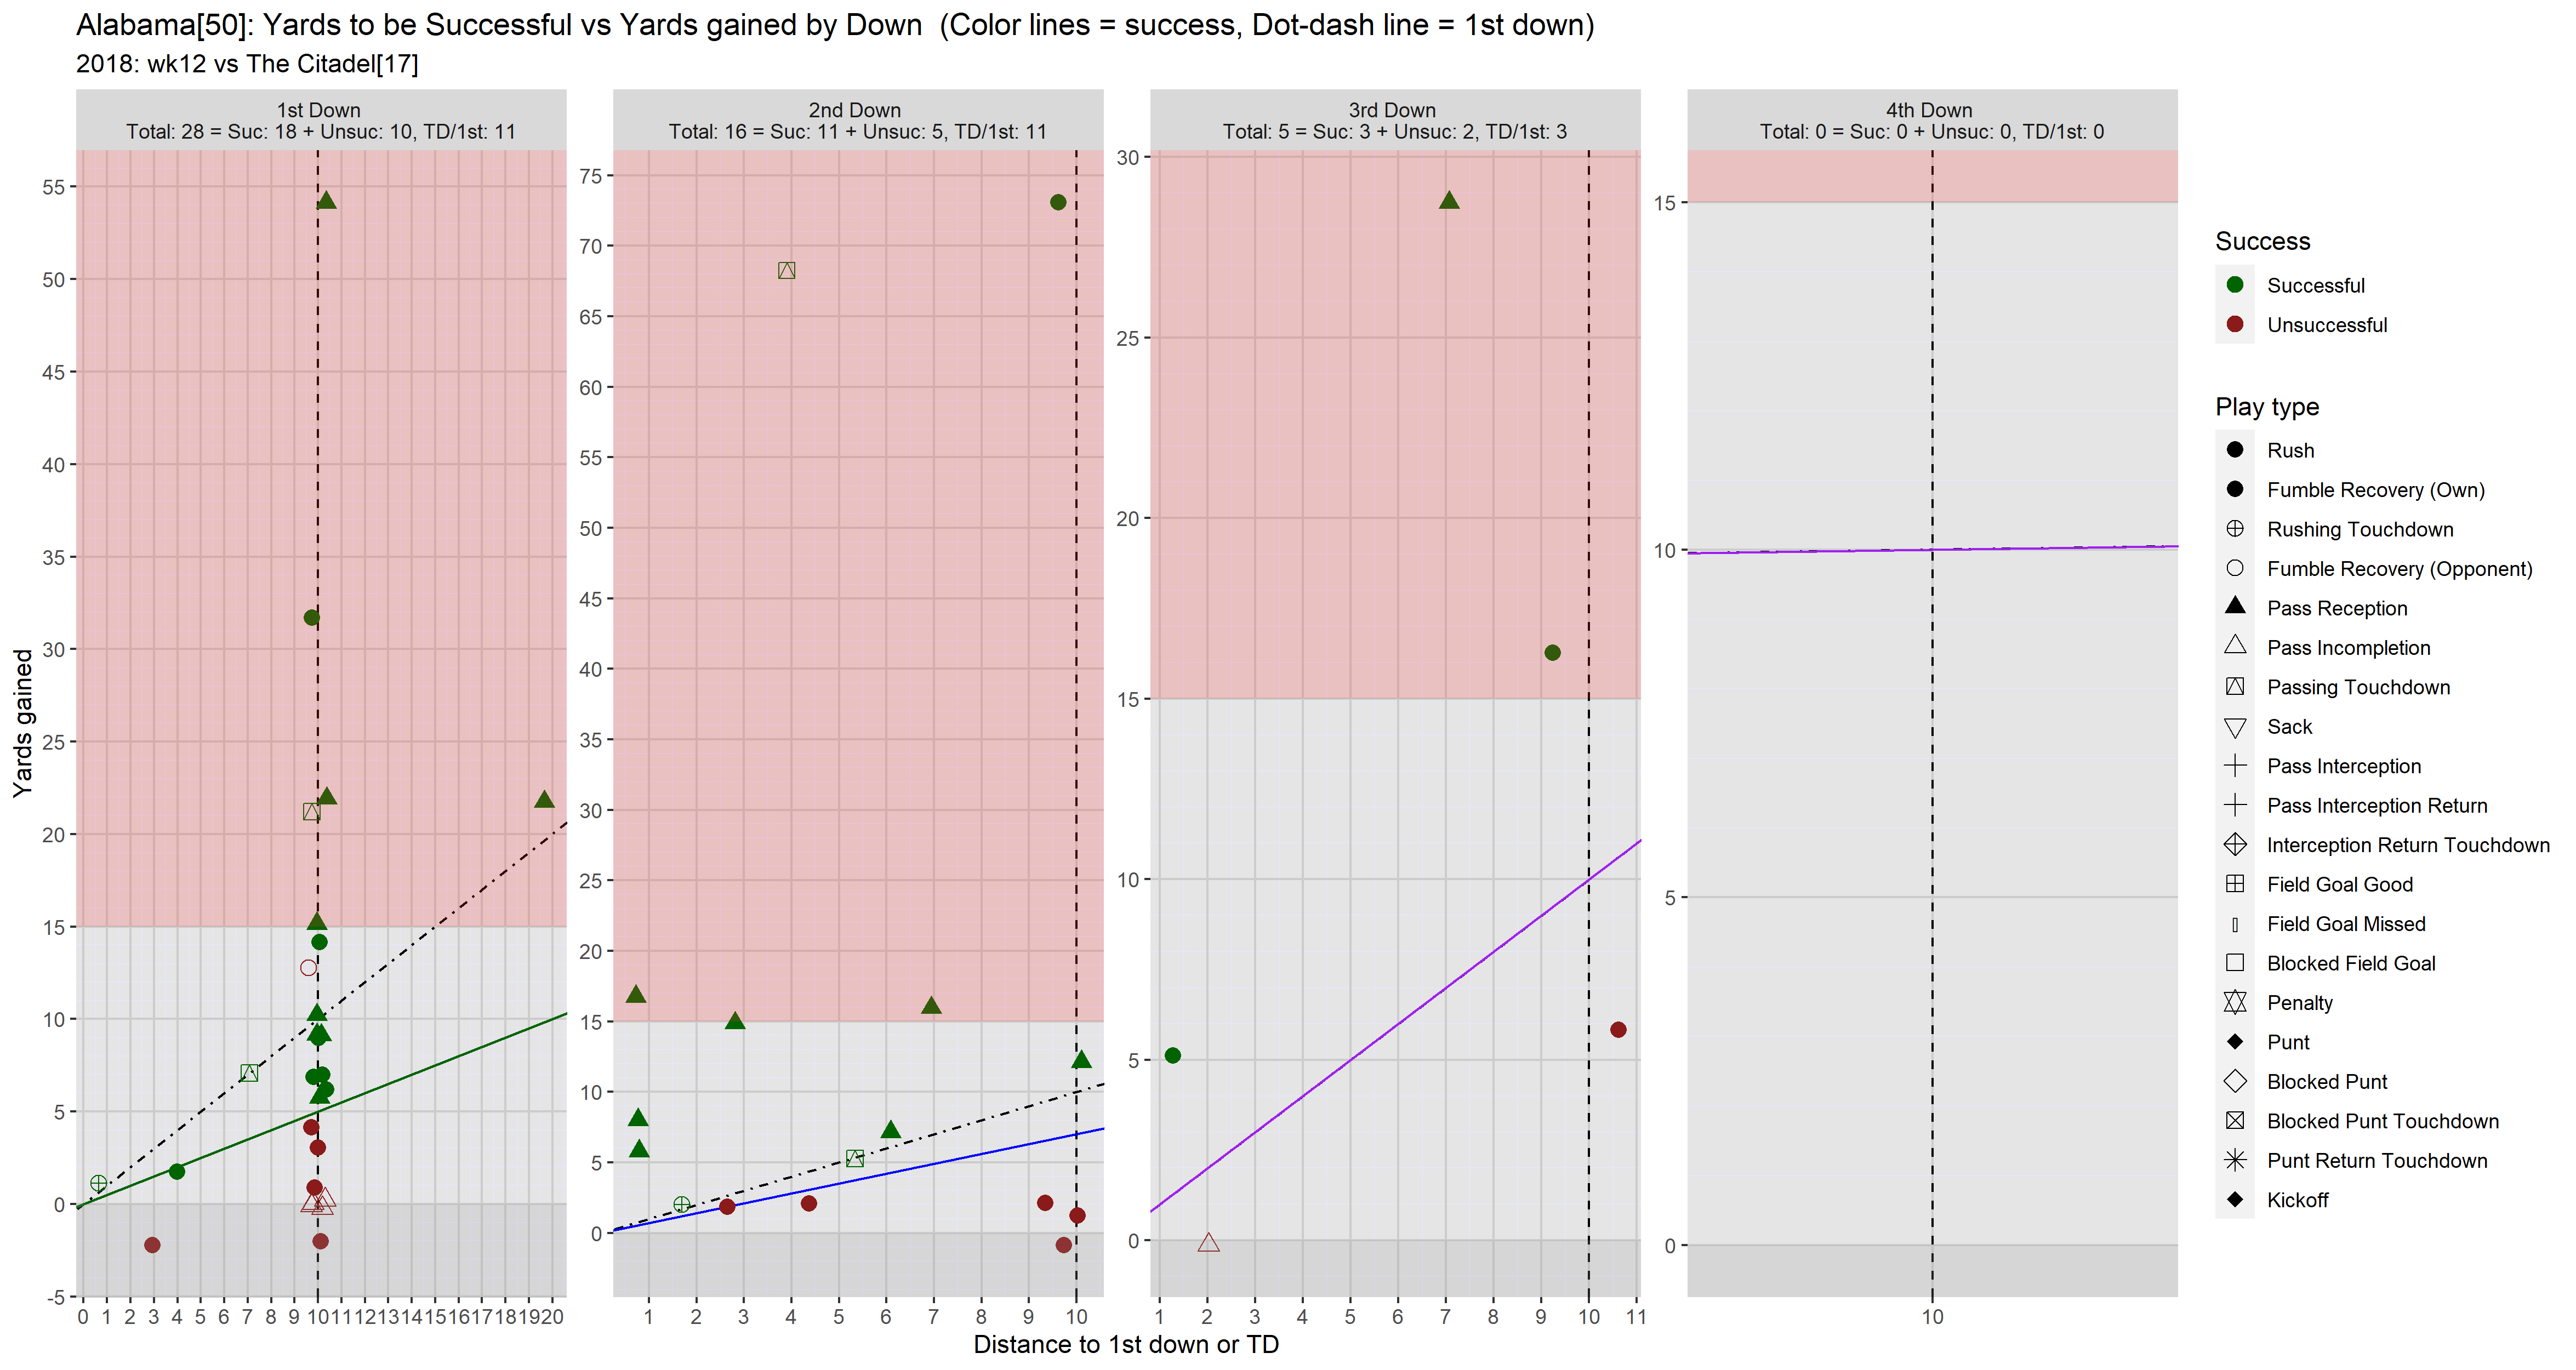 Alabama[50]: Yards to be Successful vs Yards gained by Down  (Color lines = success, Dot-dash line = 1st down)
2018: wk12 vs The Citadel[17]
1st Down
Total: 28 = Suc: 18 + Unsuc: 10, TD/1st: 11
2nd Down
Total: 16 = Suc: 11 + Unsuc: 5, TD/1st: 11
3rd Down
Total: 5 = Suc: 3 + Unsuc: 2, TD/1st: 3
4th Down
Total: 0 = Suc: 0 + Unsuc: 0, TD/1st: 0
Yards gained
55
50
45
40
35
30
25
20
15
10
5
0
-5
0 1 2 3 4 5 6 7 8 9 10 11 12 13 14 15 16 17 18 19 20
75
70
65
60
55
50
45
40
35
30
25
20
15
10
5
0
1 2 3 4 5 6 7 8 9 10
30
25
20
15
10
5
0
1 2 3 4 5 6 7 8 9 10 11
15
10
5
0
10
Distance to 1st down or TD
Success
Successful
Unsuccessful
Play type
Rush
Fumble Recovery (Own)
Rushing Touchdown
Fumble Recovery (Opponent)
Pass Reception
Pass Incompletion
Passing Touchdown
Sack
Pass Interception
Pass Interception Return
Interception Return Touchdown
Field Goal Good
Field Goal Missed
Blocked Field Goal
Penalty
Punt
Blocked Punt
Blocked Punt Touchdown
Punt Return Touchdown
Kickoff